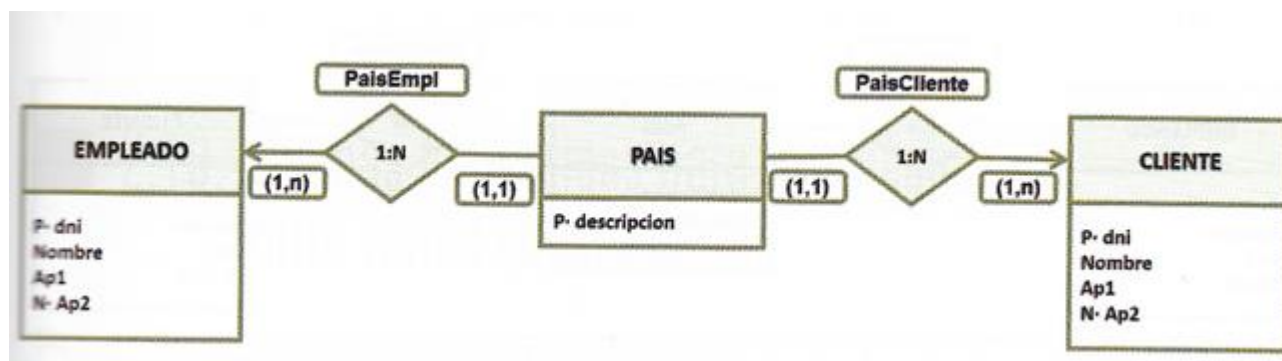 PaisEmpl
PaisCliente
EMPLEADO
1:N
PAIS
1:N
CLIENTE
(1,n)
(1,1)
(1,1)
(1,n)
P· dni
Nombre
Ap1
N· Ap2
P· descripcion
P· dni
Nombre
Ap1
N· Ap2